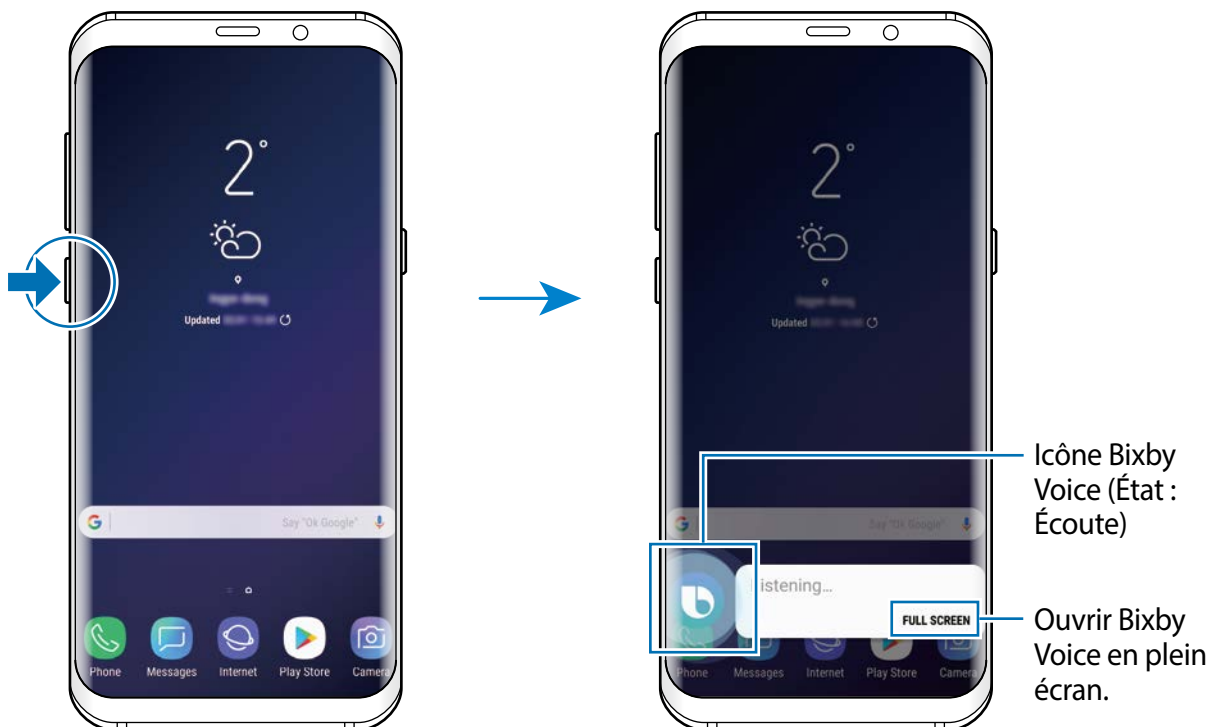 2°
Updated
G
Say "Ok Google"
Phone Messages Internet Play Store Camera
2°
Updated
G
Say "Ok Google"
Listening...
FULL SCREEN
Phone Messages Internet Play Store Camera
Icône Bixby
Voice (État :
Écoute)
Ouvrir Bixby
Voice en plein
écran.